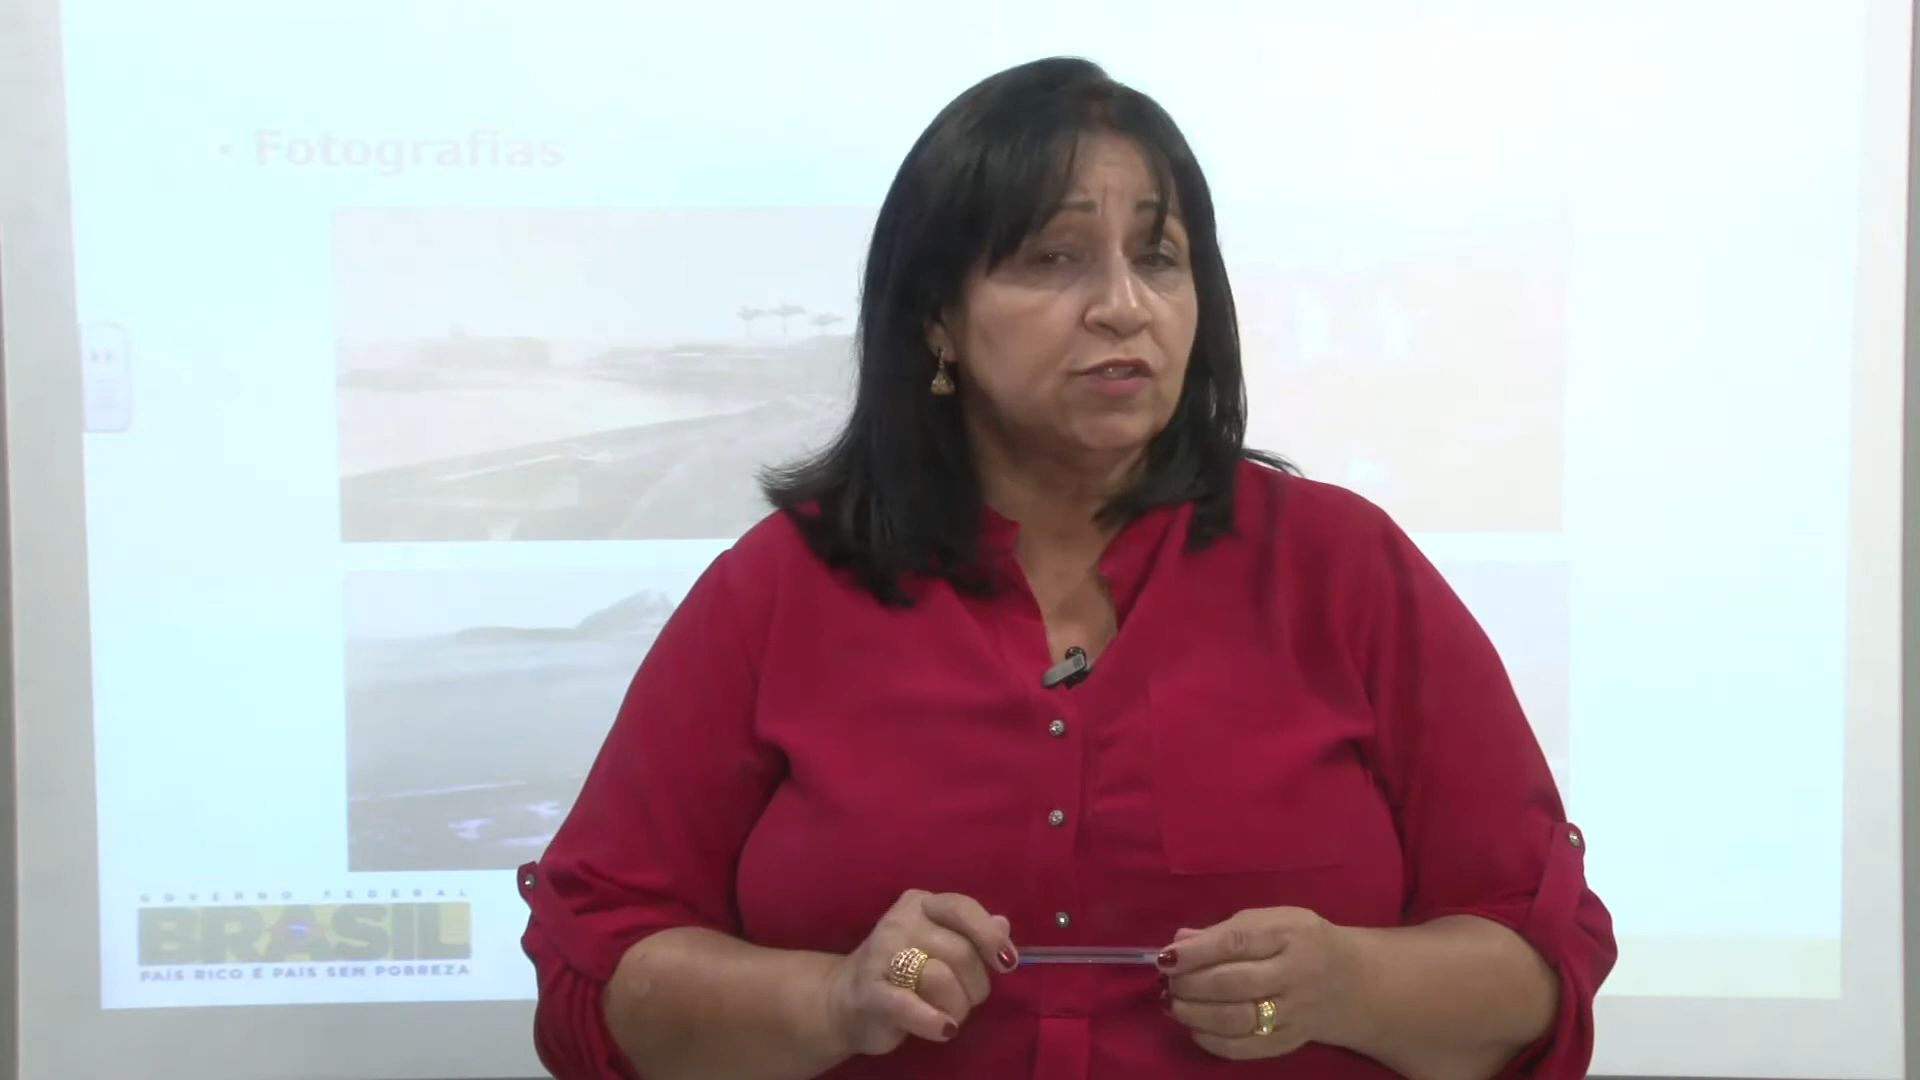 • Fotografias
GOVERNO FEDERAL
BRASIL
PAÍS RICO É PAÍS SEM POBREZA